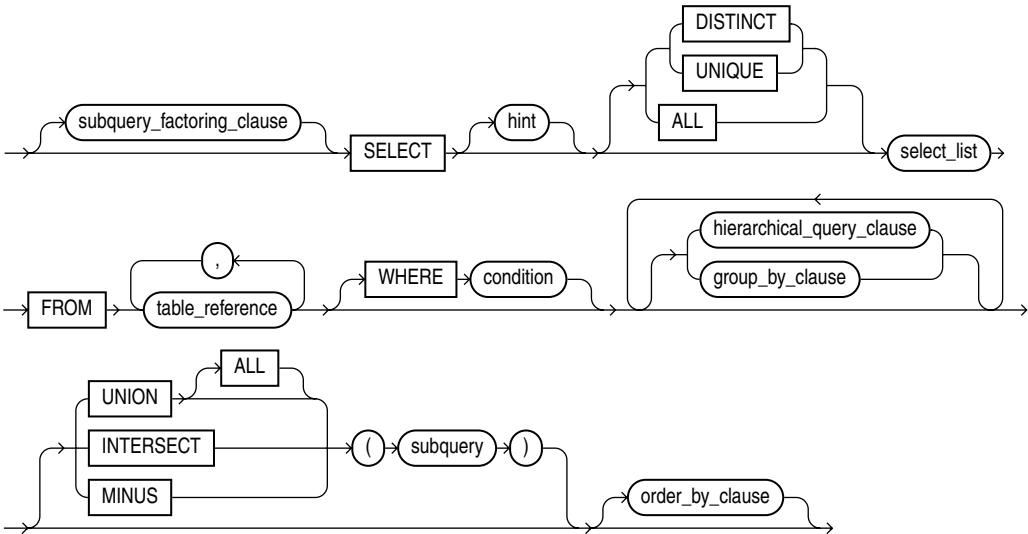 DISTINCT
UNIQUE
subquery_factoring_clause
hint
ALL
SELECT
select_list
,
hierarchical_query_clause
WHERE
condition
group_by_clause
FROM
table_reference
ALL
UNION
INTERSECT
(
subquery
)
MINUS
order_by_clause